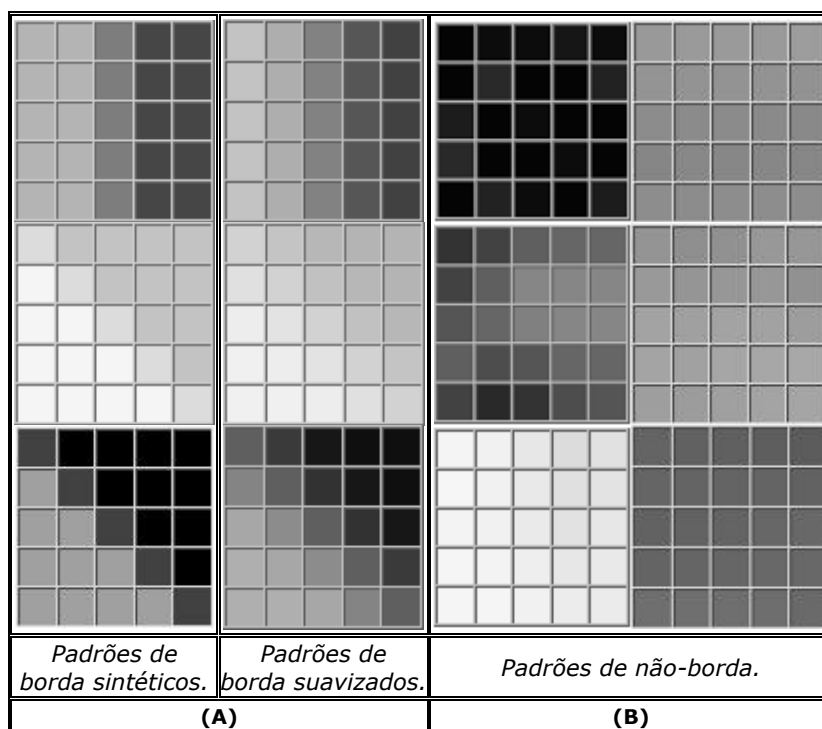 Padrões de
borda sintéticos.
Padrões de
borda suavizados.
Padrões de não-borda.
(A)
(B)